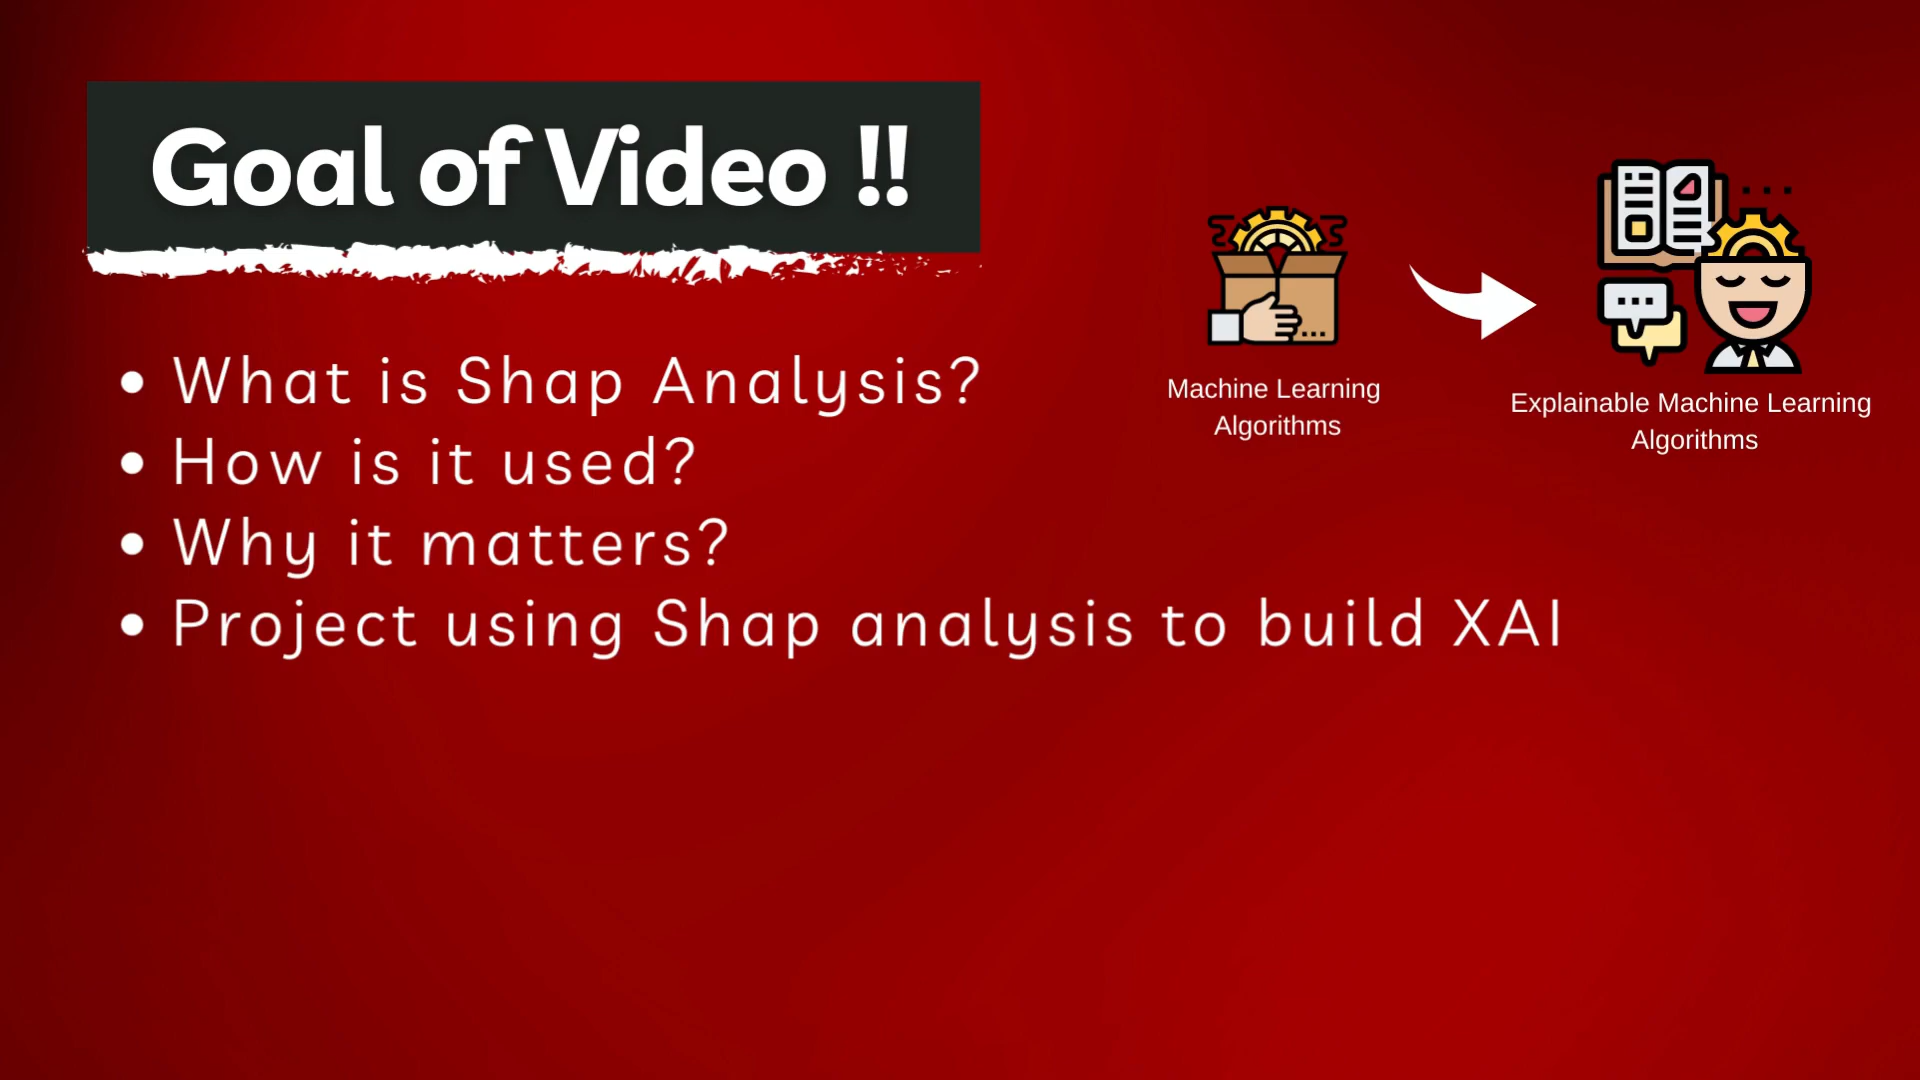 Goal of Video !!
• What is Shap Analysis?
• How is it used?
• Why it matters?
• Project using Shap analysis to build XAI
Machine Learning
Algorithms
Explainable Machine Learning
Algorithms